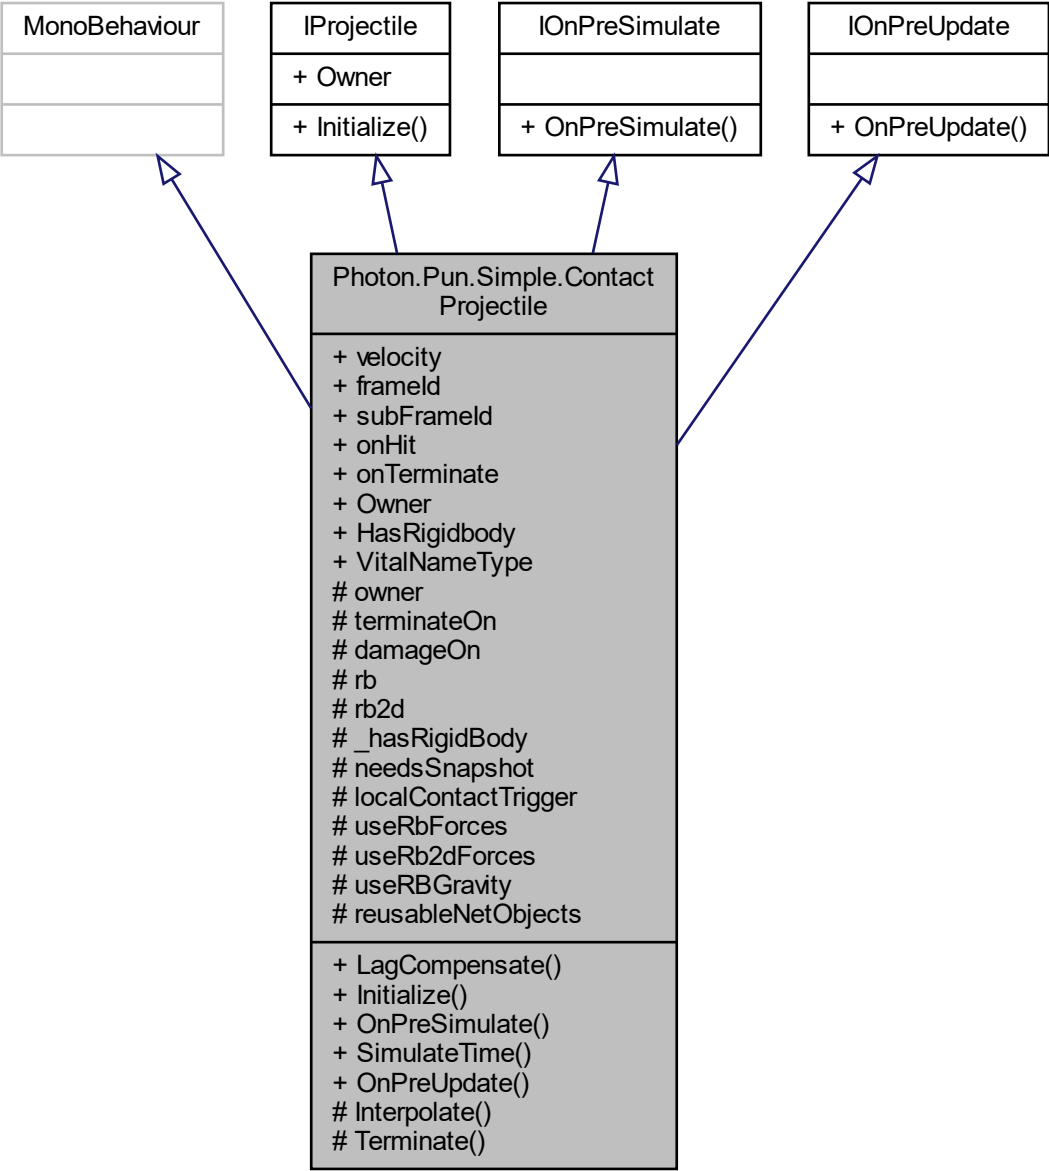 MonoBehaviour
IProjectile
+ Owner
+ Initialize()
IOnPreSimulate
+ OnPreSimulate()
IOnPreUpdate
+ OnPreUpdate()
Photon.Pun.Simple.Contact
Projectile
+ velocity
+ frameId
+ subFrameId
+ onHit
+ onTerminate
+ Owner
+ HasRigidbody
+ VitalNameType
# owner
# terminateOn
# damageOn
# rb
# rb2d
# _hasRigidBody
# needsSnapshot
# localContactTrigger
# useRbForces
# useRb2dForces
# useRBGravity
# reusableNetObjects
+ LagCompensate()
+ Initialize()
+ OnPreSimulate()
+ SimulateTime()
+ OnPreUpdate()
# Interpolate()
# Terminate()